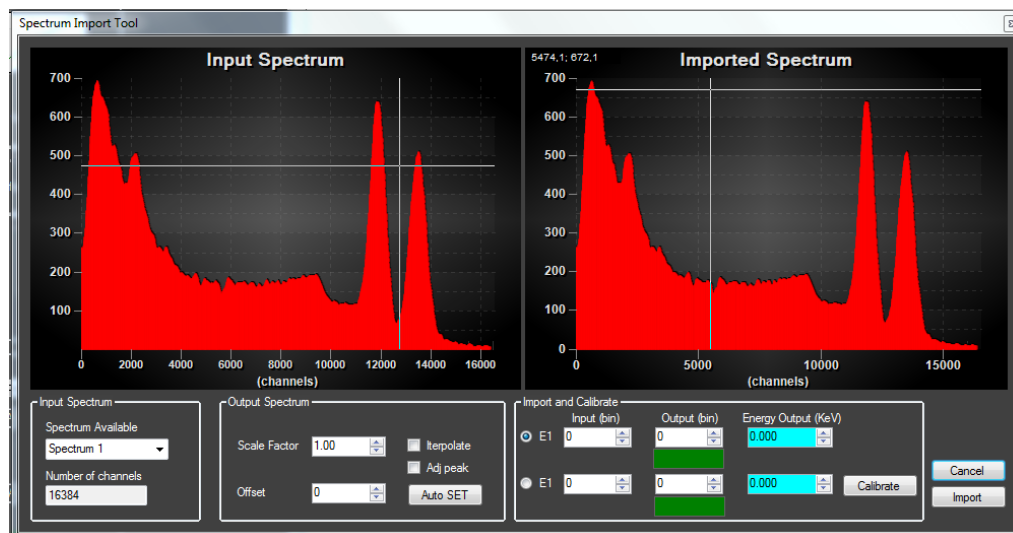 Spectrum Import Tool
Input Spectrum
700
600
500
400
300
200
100
0 2000 4000 6000 8000 10000 12000 14000 16000
(channels)
5474,1; 672,1
Imported Spectrum
700
600
500
400
300
200
100
0
0 5000 10000 15000
(channels)
Input Spectrum
Spectrum Available
Spectrum 1
Number of channels
16384
Output Spectrum
Scale Factor 1.00
Iterpolate
Adj peak
Offset 0
Auto SET
Import and Calibrate
Input (bin) Output (bin) Energy Output (KeV)
E1 0 0 0.000
E1 0 0 0.000 Calibrate
Cancel
Import